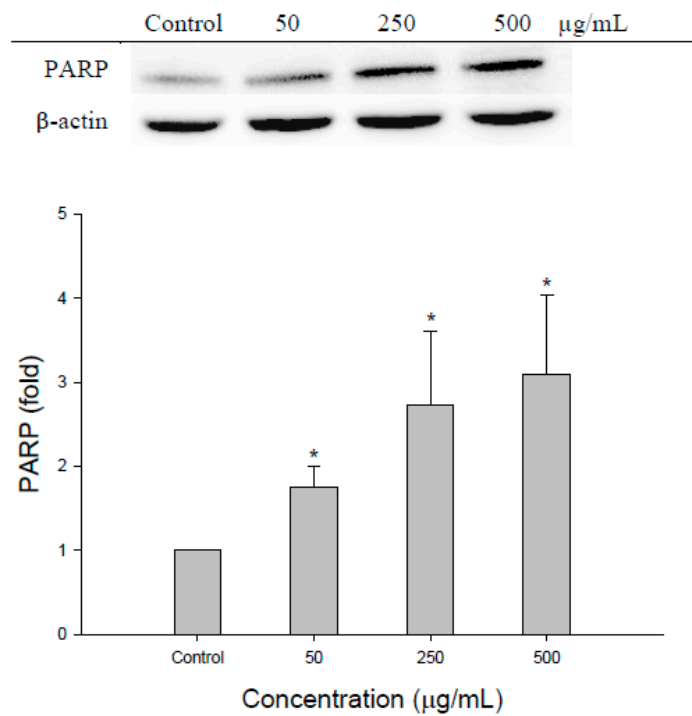 Control 50 250 500 µg/mL
PARP
β-actin
5
4
3
2
1
0
PARP (fold)
*
*
*
*
Control 50 250 500
Concentration (µg/mL)